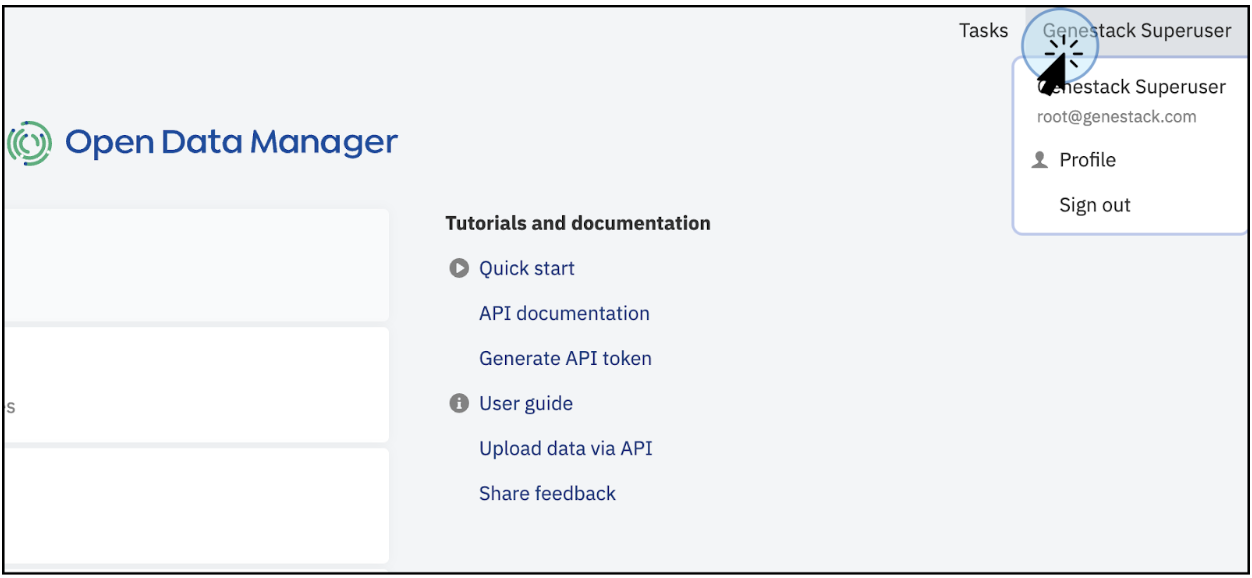 Tasks
Genestack Superuser
Genestack Superuser
root@genestack.com
Profile
Sign out
Open Data Manager
Tutorials and documentation
Quick start
API documentation
Generate API token
User guide
Upload data via API
Share feedback